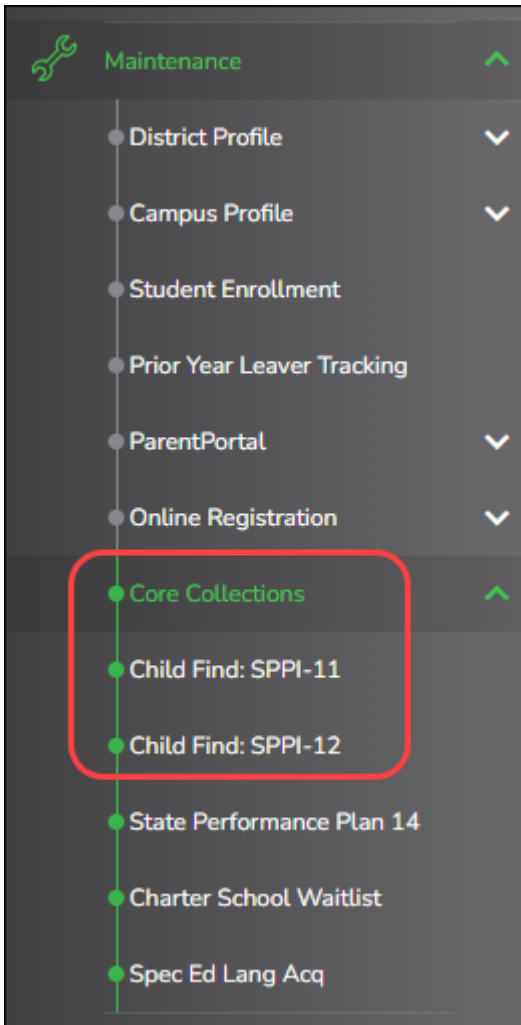 Maintenance
District Profile
Campus Profile
Student Enrollment
Prior Year Leaver Tracking
ParentPortal
Online Registration
Core Collections
Child Find: SPPI-11
Child Find: SPPI-12
State Performance Plan 14
Charter School Waitlist
Spec Ed Lang Acq